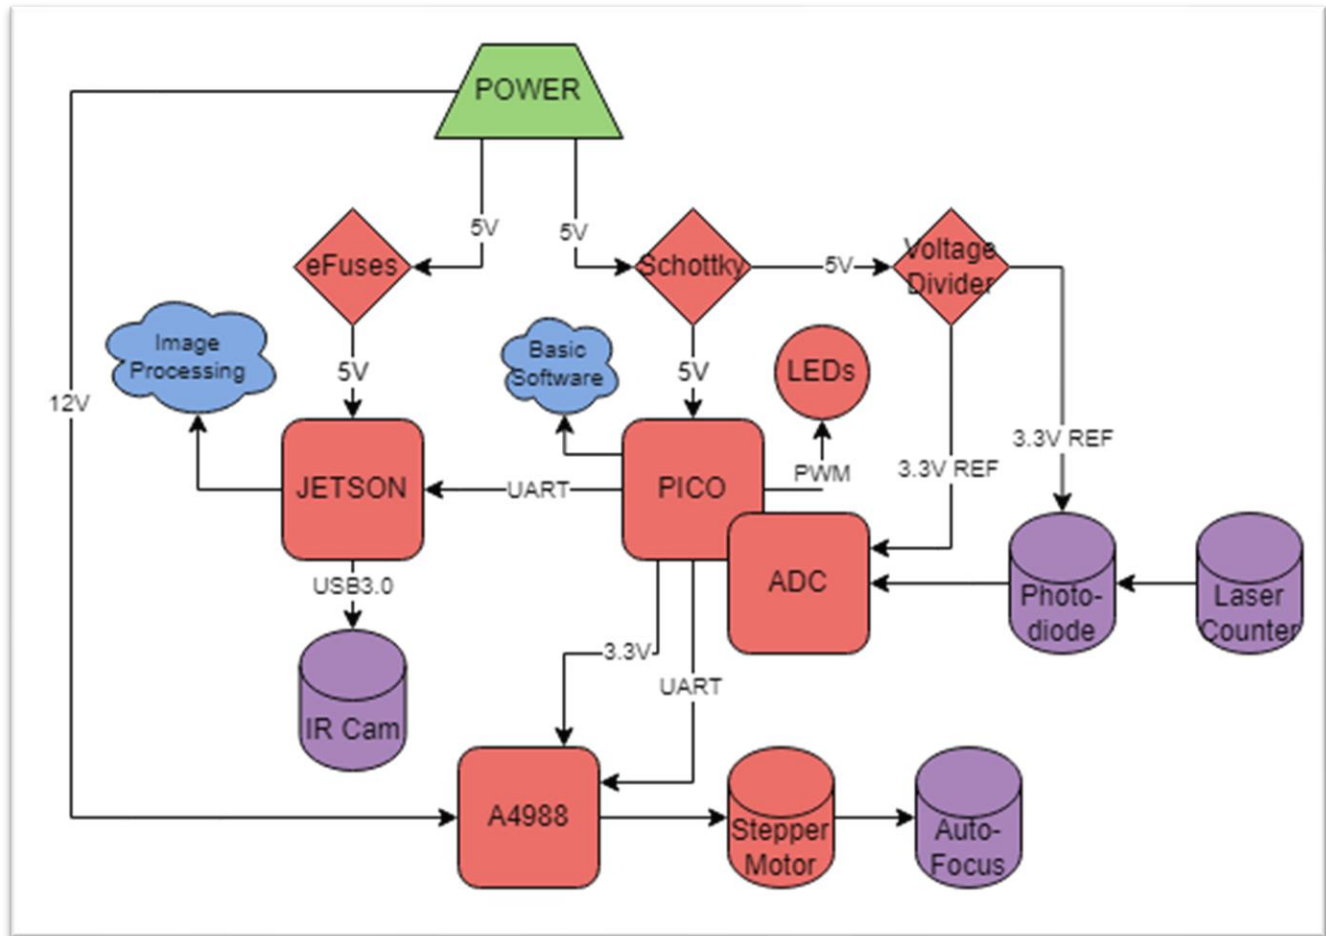 POWER
5V
5V
eFuses
Schottky
5V
Voltage
Divider
Image
Processing
5V
Basic
Software
5V
LEDs
12V
3.3V REF
3.3V REF
JETSON
UART
PICO
PWM
ADC
USB3.0
Photo-
diode
Laser
Counter
3.3V
UART
IR Cam
A4988
Stepper
Motor
Auto-
Focus